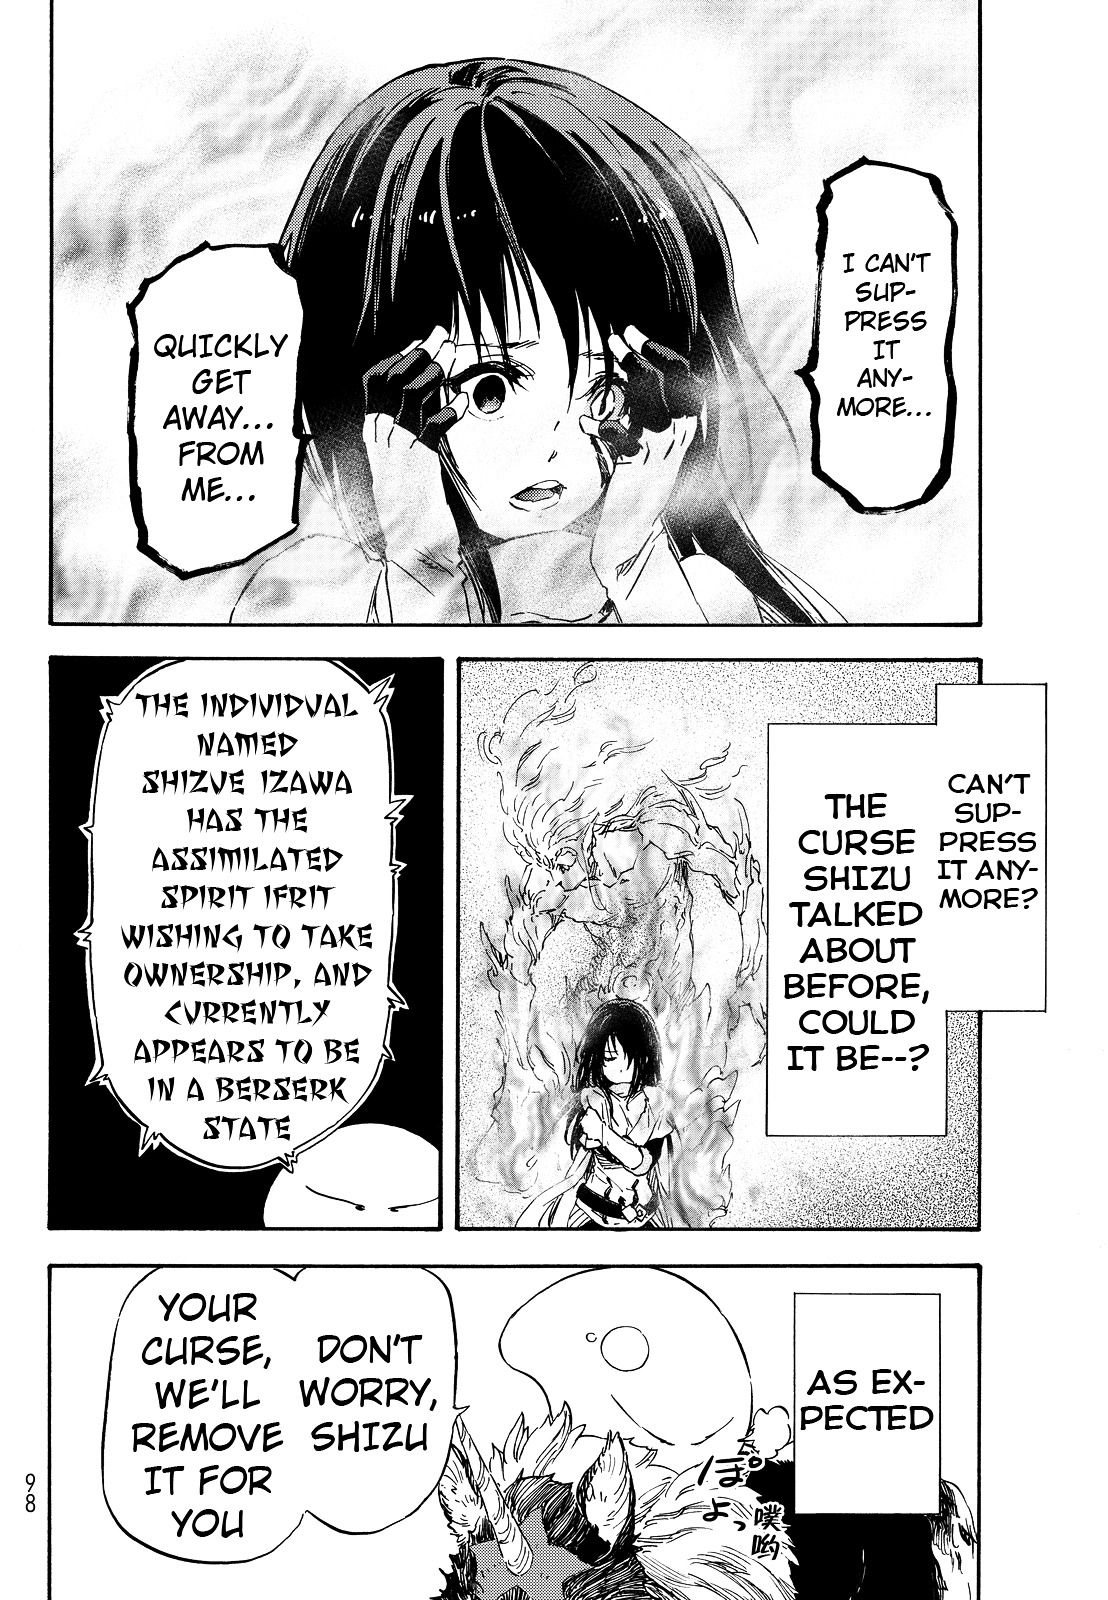 I CAN'T
SUP-
PRESS
IT
ANY-
MORE...
QUICKLY
GET
AWAY...
FROM
ME...
CAN'T
SUP-
PRESS
IT ANY-
MORE?
THE
CURSE
SHIZU
TALKED
ABOUT
BEFORE,
COULD
IT BE--?
THE INDIVIDUAL
NAMED
SHIZUE IZAWA
HAS THE
ASSIMILATED
SPIRIT IFRIT
WISHING TO TAKE
OWNERSHIP, AND
CURRENTLY
APPEARS TO BE
IN A BERSERK
STATE
AS EX-
PECTED
DON'T
WORRY,
SHIZU
YOUR
CURSE,
WE'LL
REMOVE
IT FOR
YOU
ぽよっ
噗哟
98